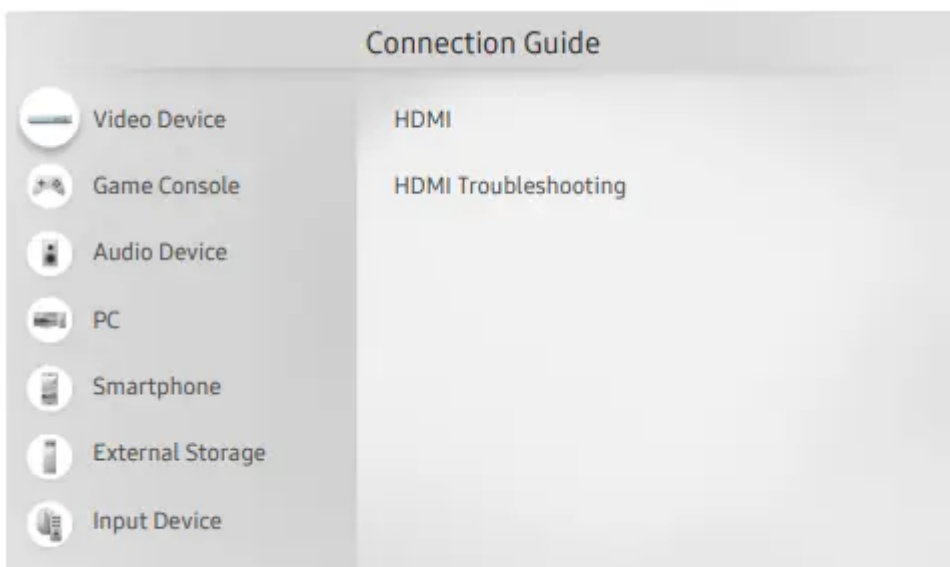 Connection Guide
Video Device
Game Console
Audio Device
PC
Smartphone
External Storage
Input Device
HDMI
HDMI Troubleshooting